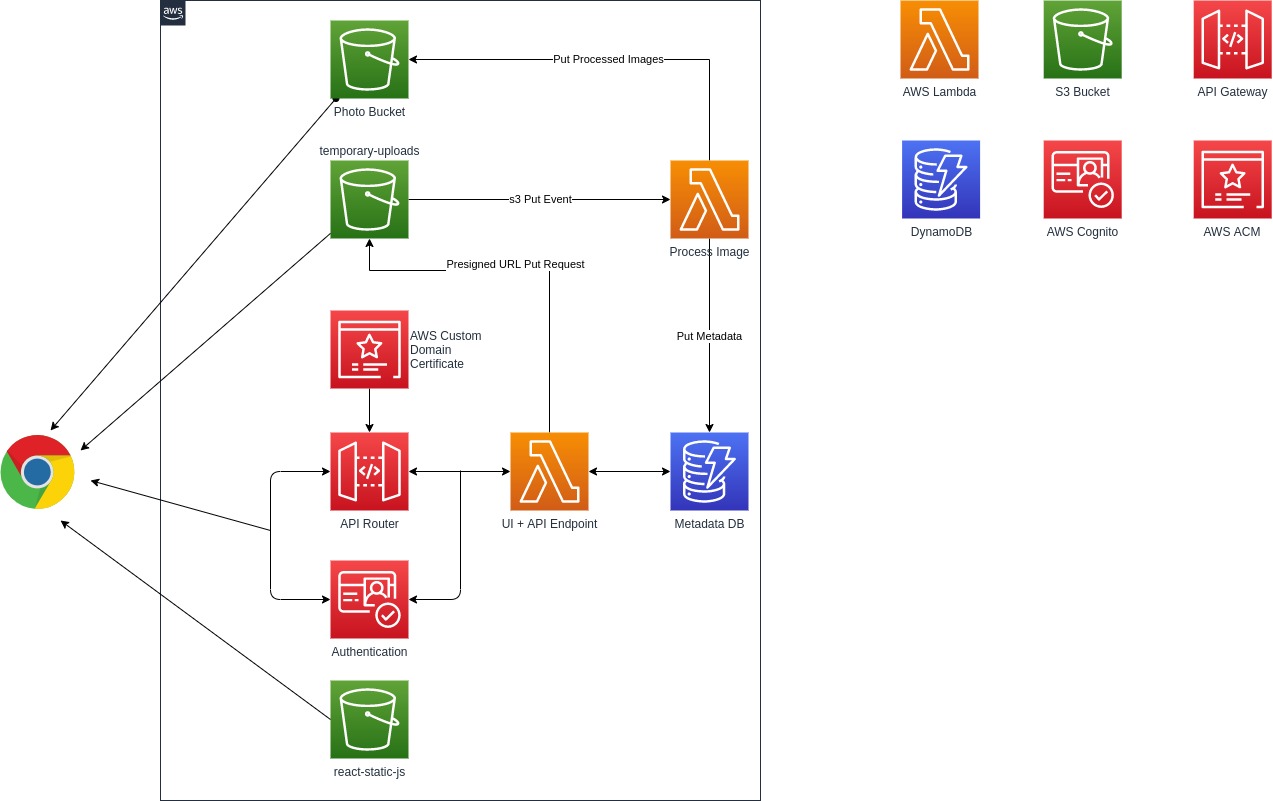 aws
Photo Bucket
Put Processed Images
temporary-uploads
s3 Put Event
Process Image
Presigned URL Put Request
AWS Custom
Domain
Certificate
Put Metadata
API Router
UI + API Endpoint
Metadata DB
Authentication
react-static-js
AWS Lambda
S3 Bucket
API Gateway
DynamoDB
AWS Cognito
AWS ACM